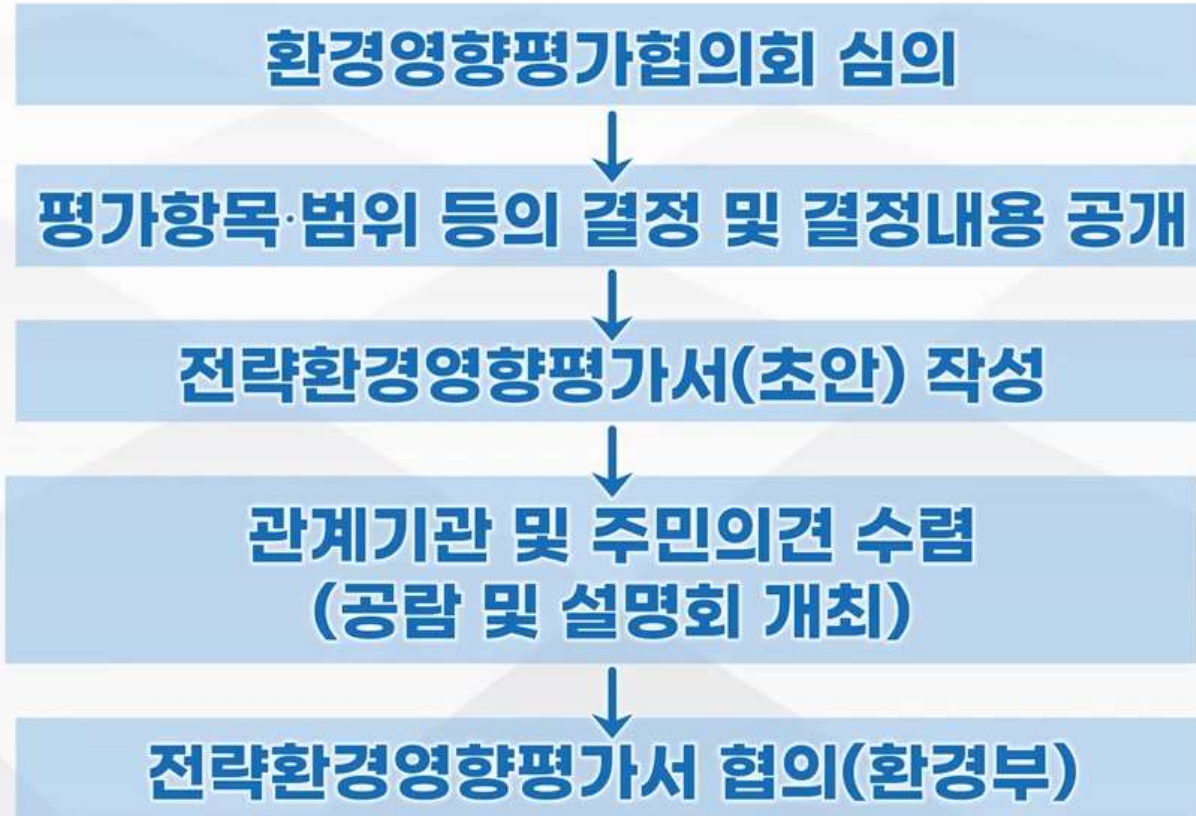 환경영향평가협의회 심의
평가항목·범위 등의 결정 및 결정내용 공개
전략환경영향평가서(초안) 작성
관계기관 및 주민의견 수렴
(공람 및 설명회 개최)
전략환경영향평가서 협의(환경부)